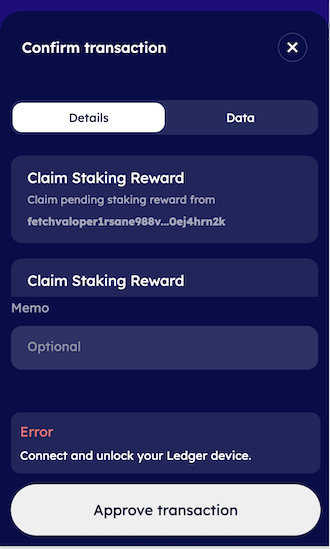 Confirm transaction
Details
Data
Claim Staking Reward
Claim pending staking reward from
fetchvaloper1rsane988v...0ej4hrn2k
Claim Staking Reward
Memo
Optional
Error
Connect and unlock your Ledger device.
Approve transaction